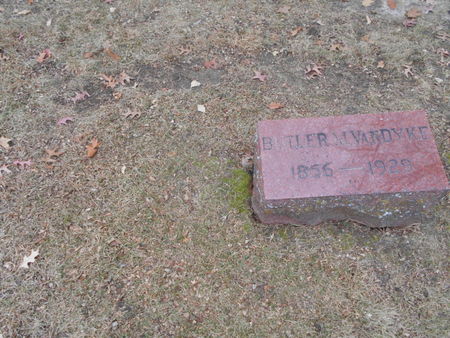 BUTLER M. VANDYKE
1856 — 1929